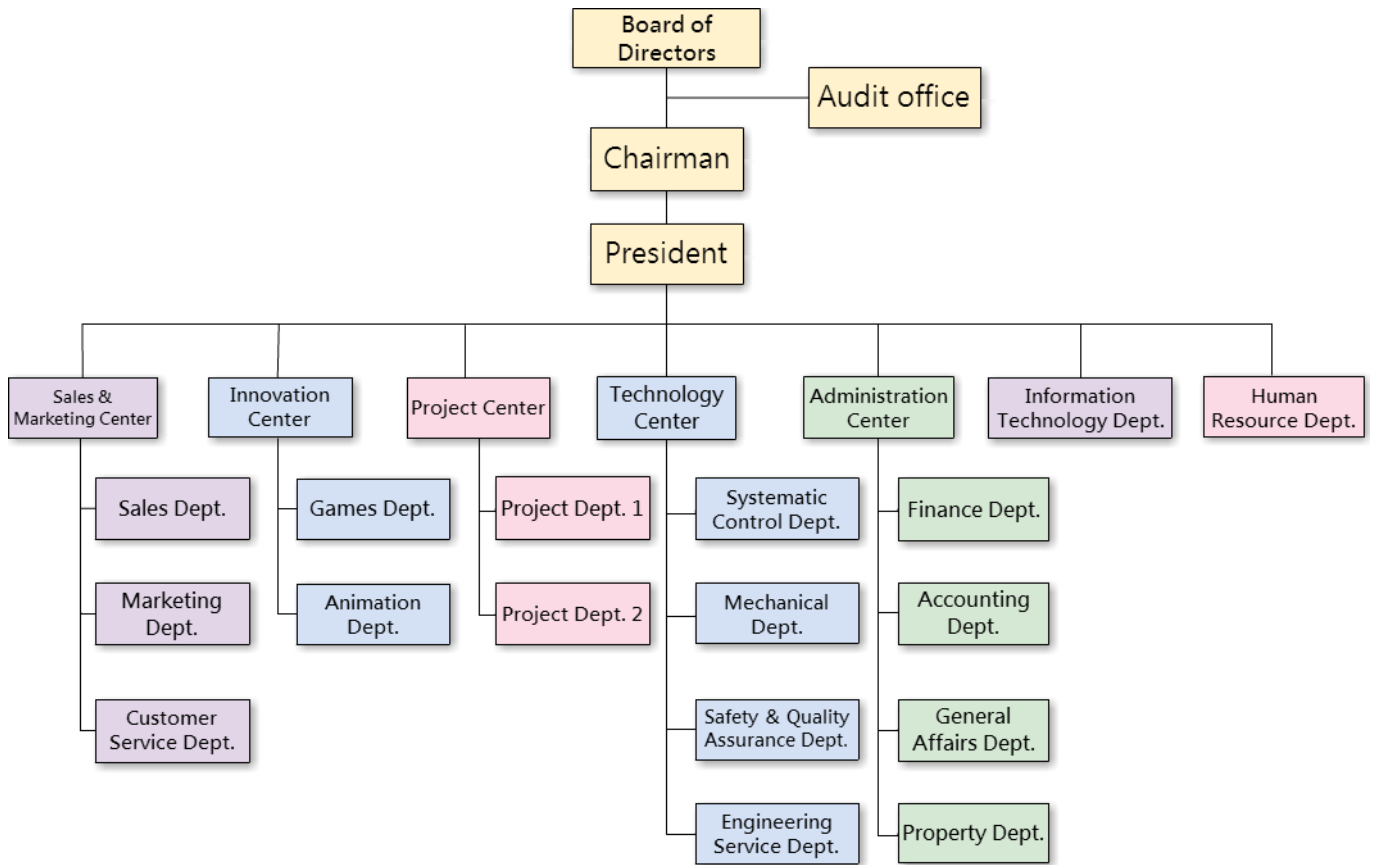 Board of
Directors
Audit office
Chairman
President
Sales &
Marketing Center
Innovation
Center
Project Center
Technology
Center
Administration
Center
Information
Technology Dept.
Human
Resource Dept.
Sales Dept.
Games Dept.
Project Dept. 1
Systematic
Control Dept.
Finance Dept.
Marketing
Dept.
Animation
Dept.
Project Dept. 2
Mechanical
Dept.
Accounting
Dept.
Customer
Service Dept.
Safety & Quality
Assurance Dept.
General
Affairs Dept.
Engineering
Service Dept.
Property Dept.